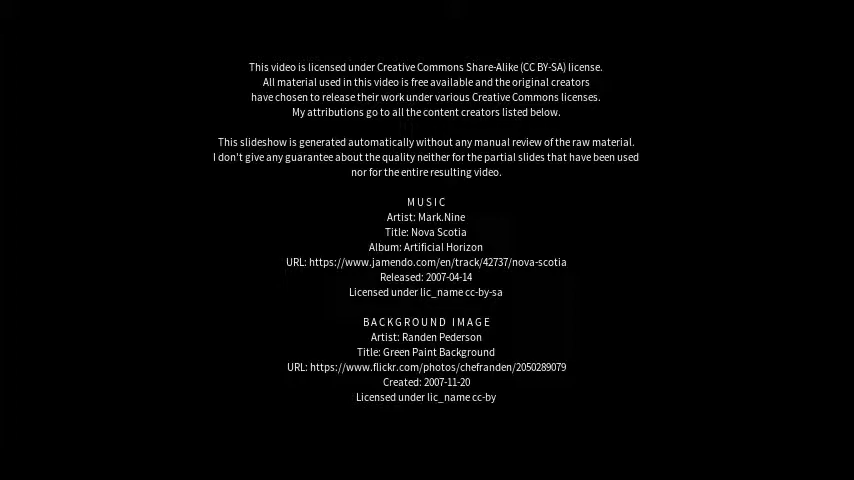 This video is licensed under Creative Commons Share-Alike (CC BY-SA) license.
All material used in this video is free available and the original creators
have chosen to release their work under various Creative Commons licenses.
My attributions go to all the content creators listed below.
This slideshow is generated automatically without any manual review of the raw material.
I don't give any guarantee about the quality neither for the partial slides that have been used
nor for the entire resulting video.
MUSIC
Artist: Mark.Nine
Title: Nova Scotia
Album: Artificial Horizon
URL: https://www.jamendo.com/en/track/42737/nova-scotia
Released: 2007-04-14
Licensed under lic_name cc-by-sa
BACKGROUND IMAGE
Artist: Randen Pederson
Title: Green Paint Background
URL: https://www.flickr.com/photos/chefranden/2050289079
Created: 2007-11-20
Licensed under lic_name cc-by